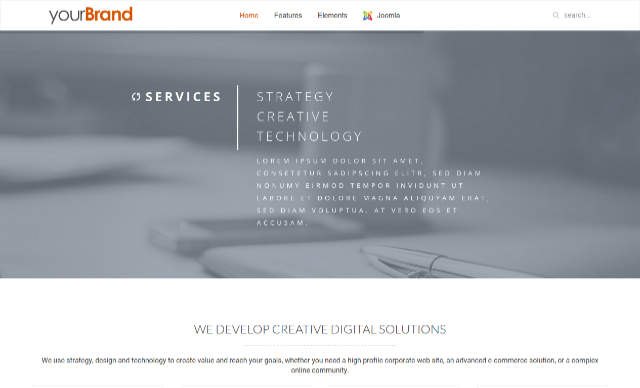 yourBrand
Home Features Elements Joomla
search...
SERVICES
STRATEGY
CREATIVE
TECHNOLOGY
LOREM IPSUM DOLOR SIT AMET,
CONSETETUR SADIPSCING ELITR, SED DIAM
NONUMY EIRMOD TEMPOR INVIDUNT UT
LABORE ET DOLORE MAGNA ALIQUYAM ERAT,
SED DIAM VOLUPTUA. AT VERO EOS ET
ACCUSAM.
WE DEVELOP CREATIVE DIGITAL SOLUTIONS
We use strategy, design and technology to create value and reach your goals, whether you need a high profile corporate web site, an advanced e-commerce solution, or a complex
online community.